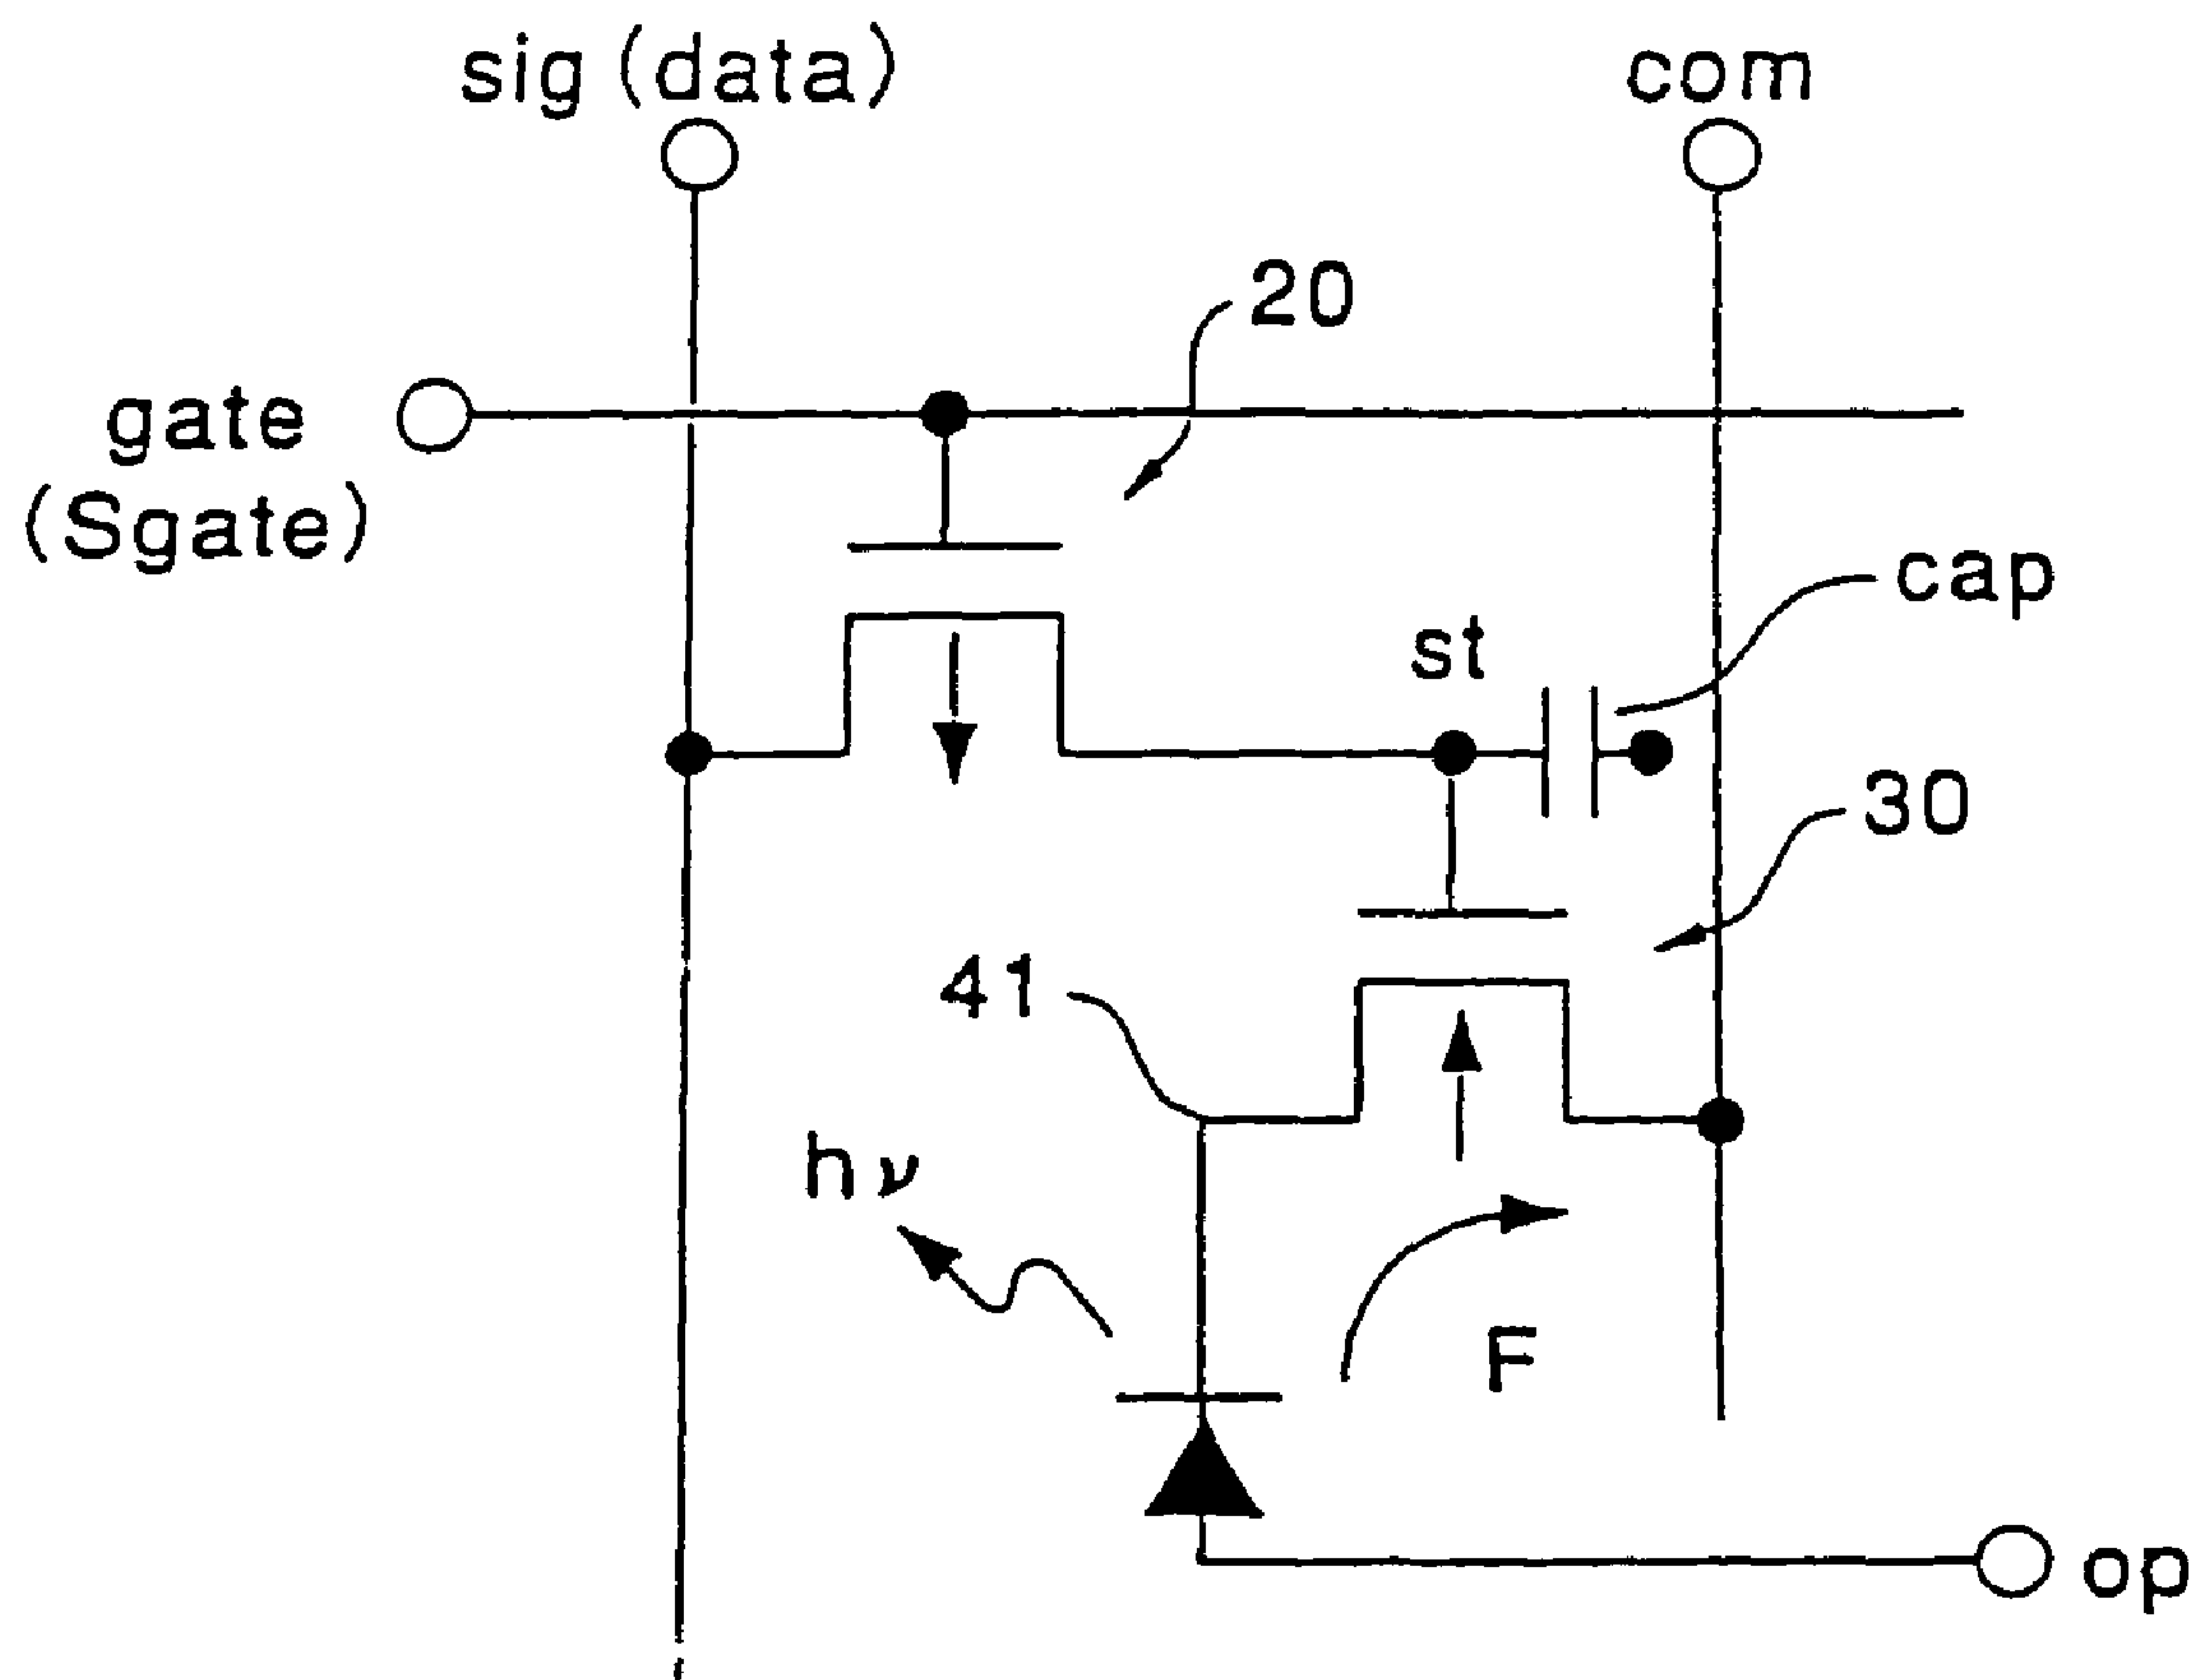 sig (data)
com
20
gate
(Sgate)
cap
st
30
41
hν
F
op